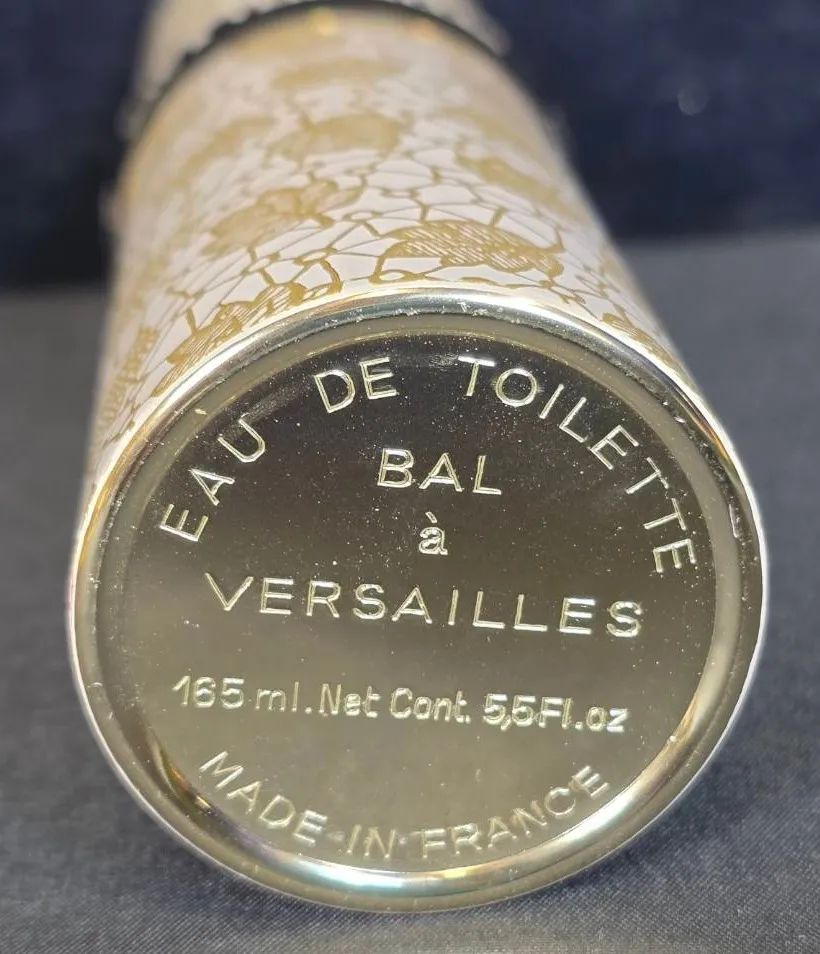 EAU DE TOILETTE
BAL
à
VERSAILLES
165 ml. Net Cont. 5,5Fl.oz
MADE-IN FRANCE